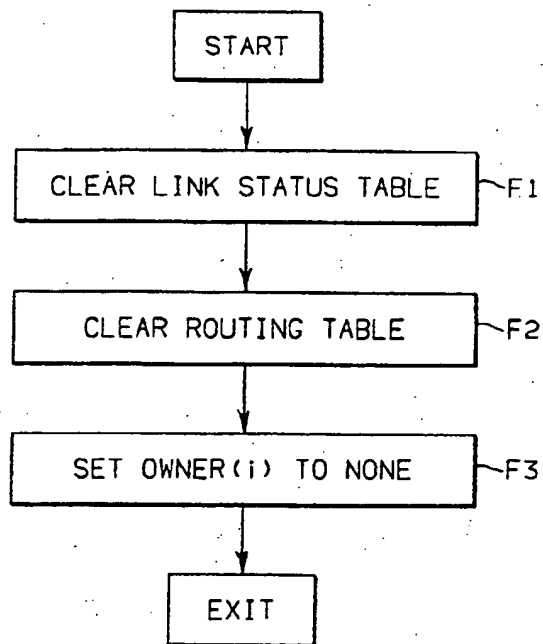 START
CLEAR LINK STATUS TABLE F1
CLEAR ROUTING TABLE F2
SET OWNER(i) TO NONE F3
EXIT